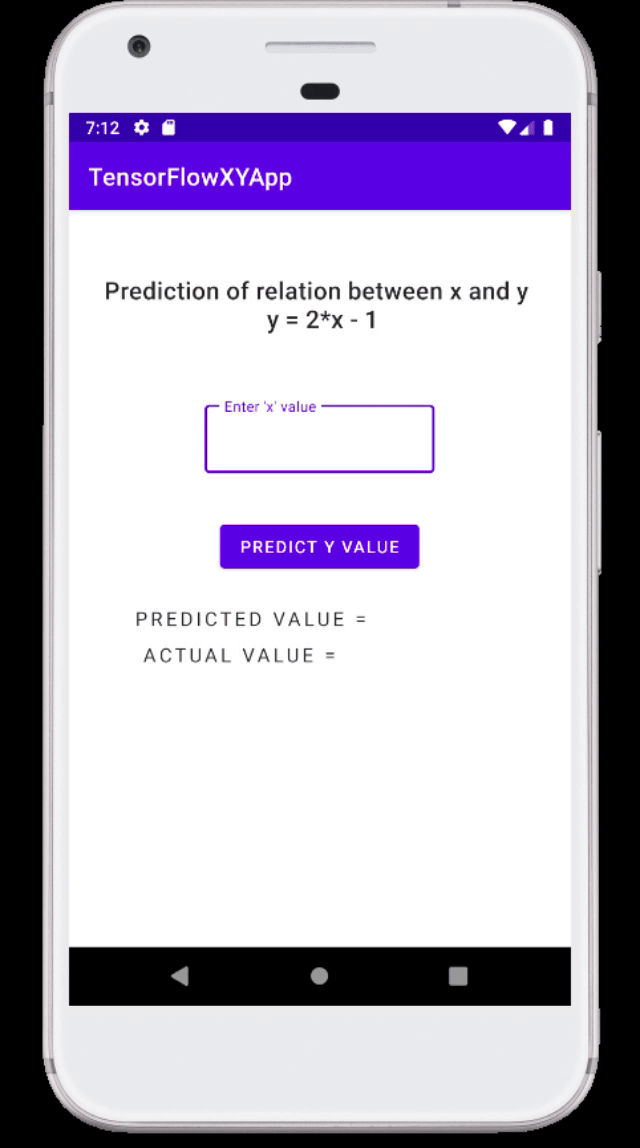 7:12
TensorFlowXYApp
Prediction of relation between x and y
y = 2*x - 1
Enter 'x' value
PREDICT Y VALUE
PREDICTED VALUE =
ACTUAL VALUE =